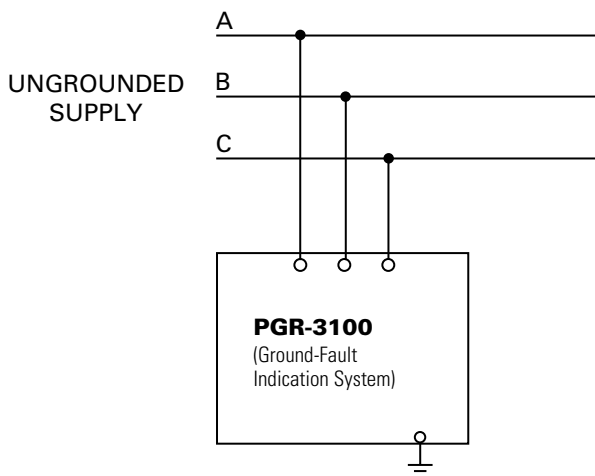 A
UNGROUNDED
SUPPLY
B
C
PGR-3100
(Ground-Fault
Indication System)